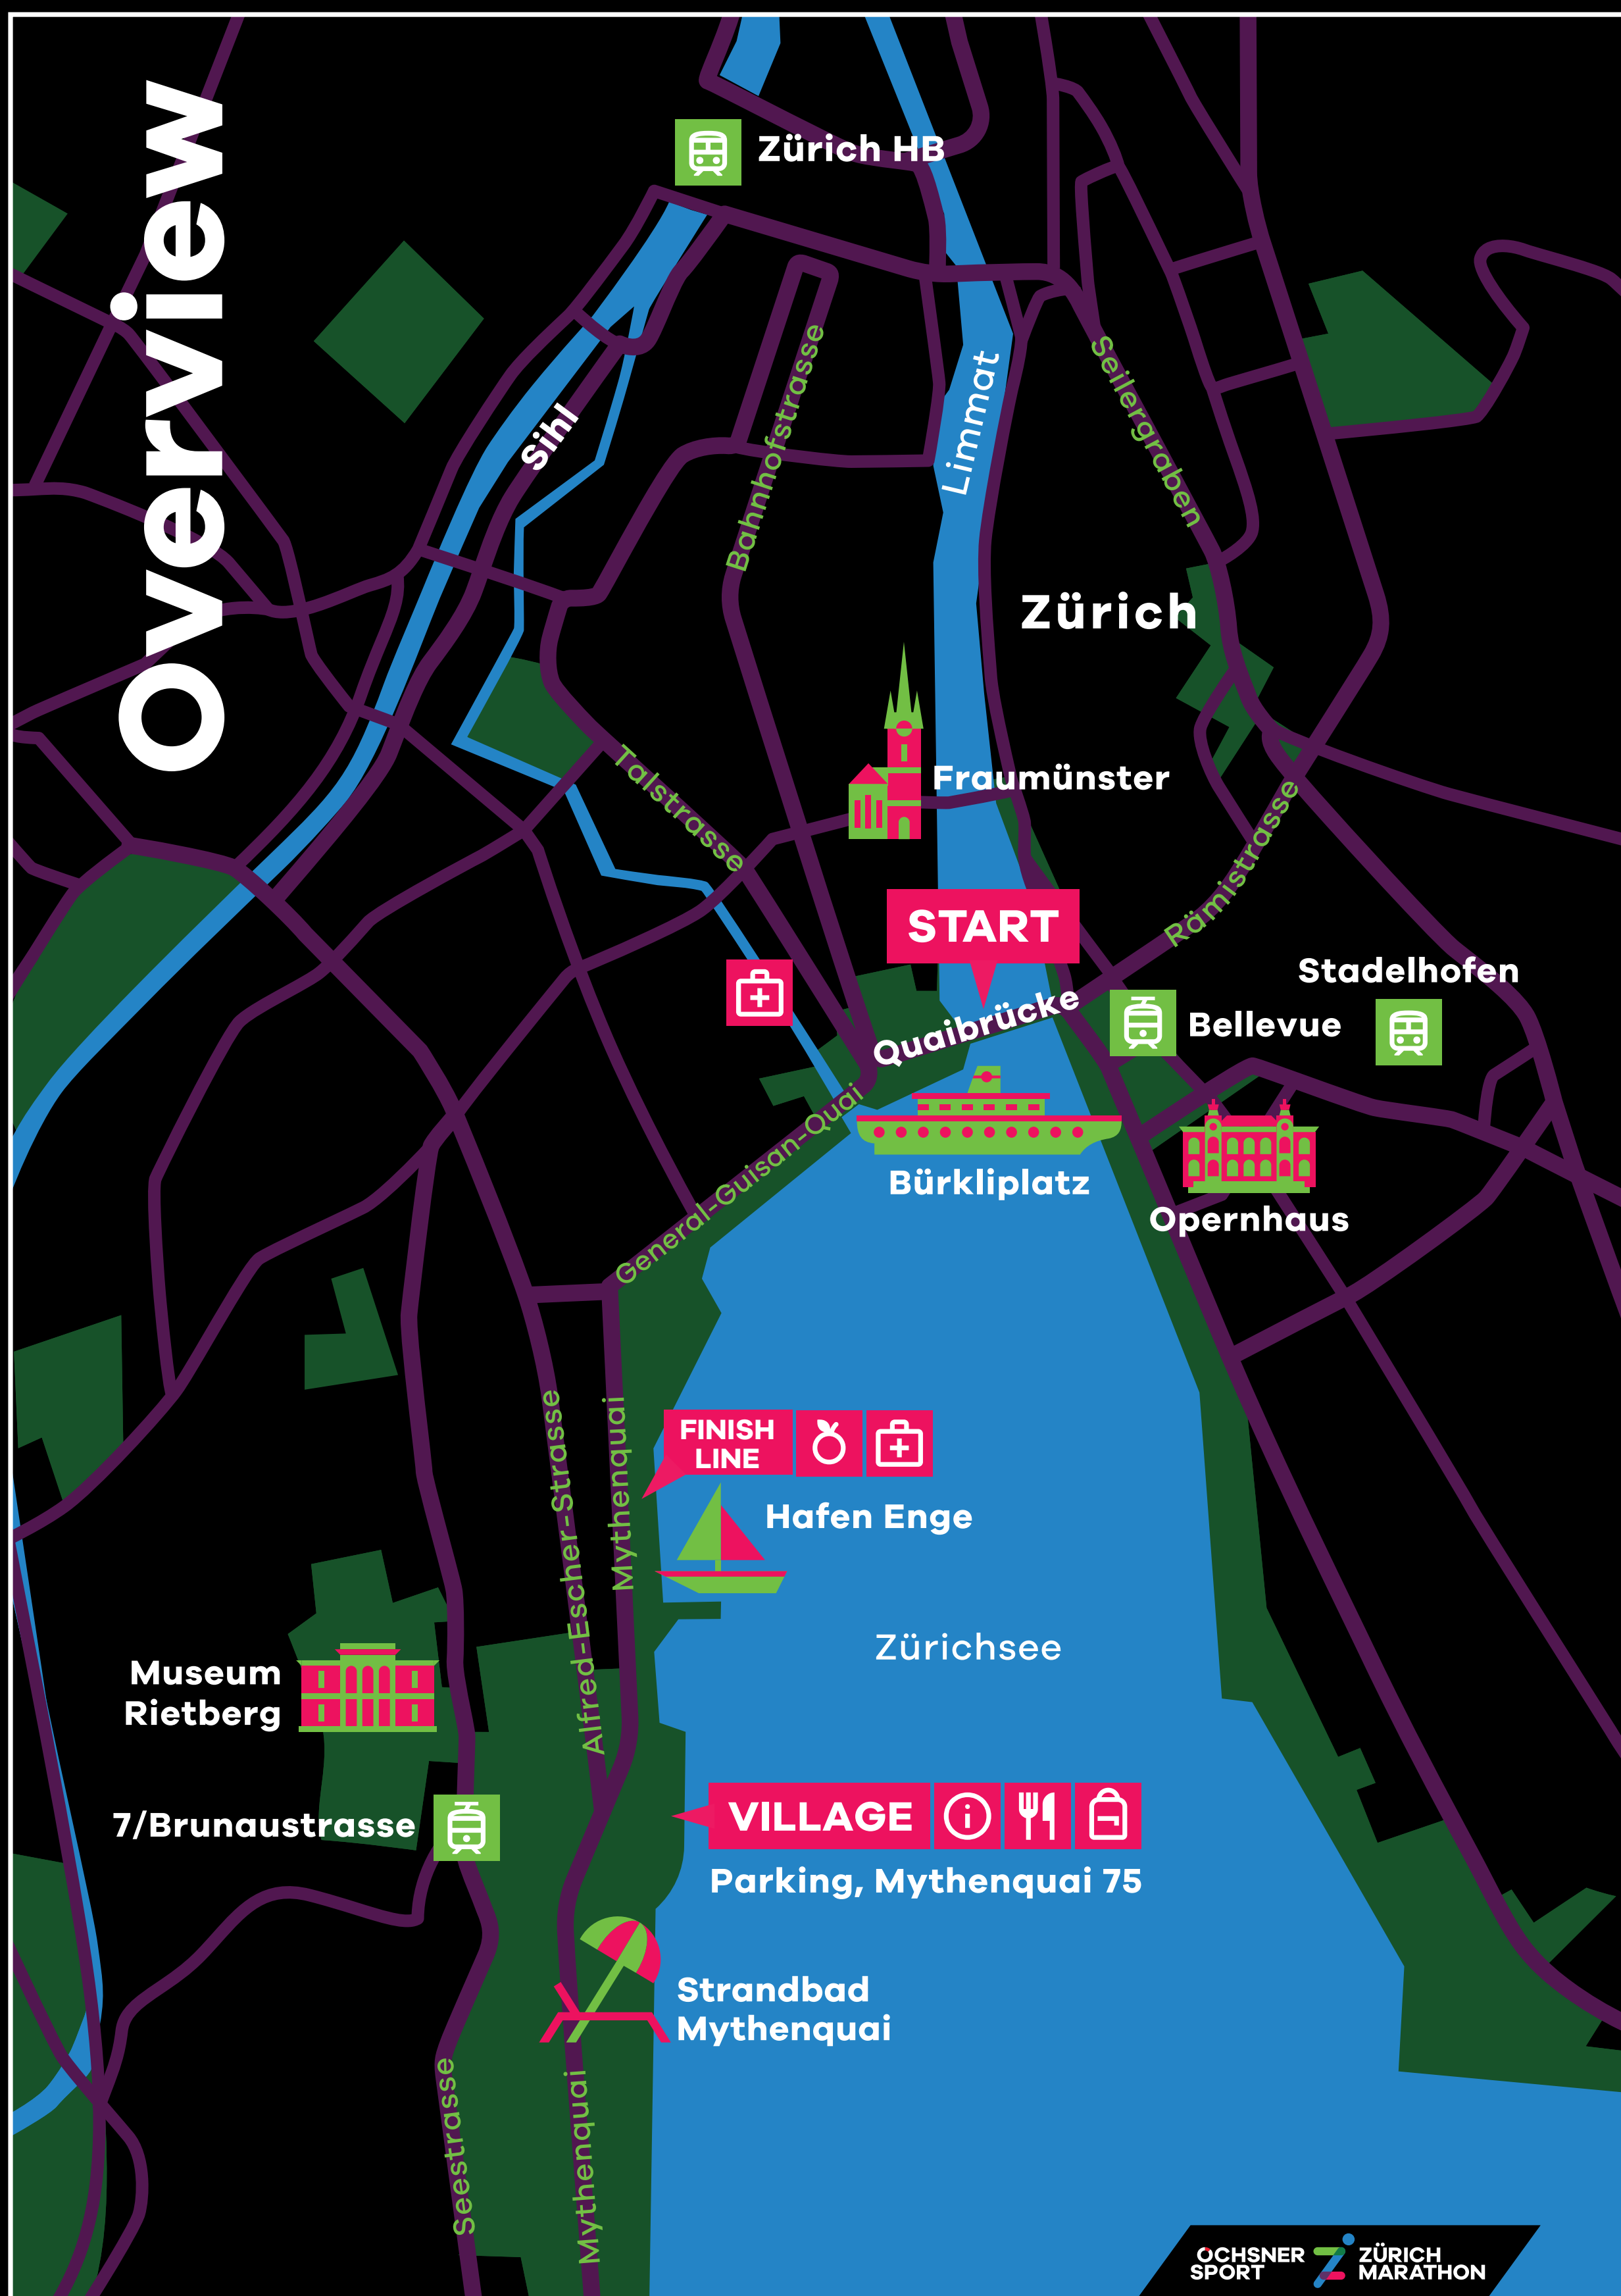 Overview
Zürich HB
Sihl
Bahnhofstrasse
Limmat
Seilergraben
Zürich
Talstrasse
Fraumünster
Rämistrasse
START
Stadelhofen
Quaibrücke
Bellevue
General-Guisan-Quai
Bürkliplatz
Opernhaus
Alfred-Escher-Strasse
Mythenquai
FINISH
LINE
Hafen Enge
Zürichsee
Museum
Rietberg
7/Brunaustrasse
VILLAGE
i
Parking, Mythenquai 75
Strandbad
Mythenquai
Seestrasse
Mythenquai
OCHSNER
SPORT
ZÜRICH
MARATHON